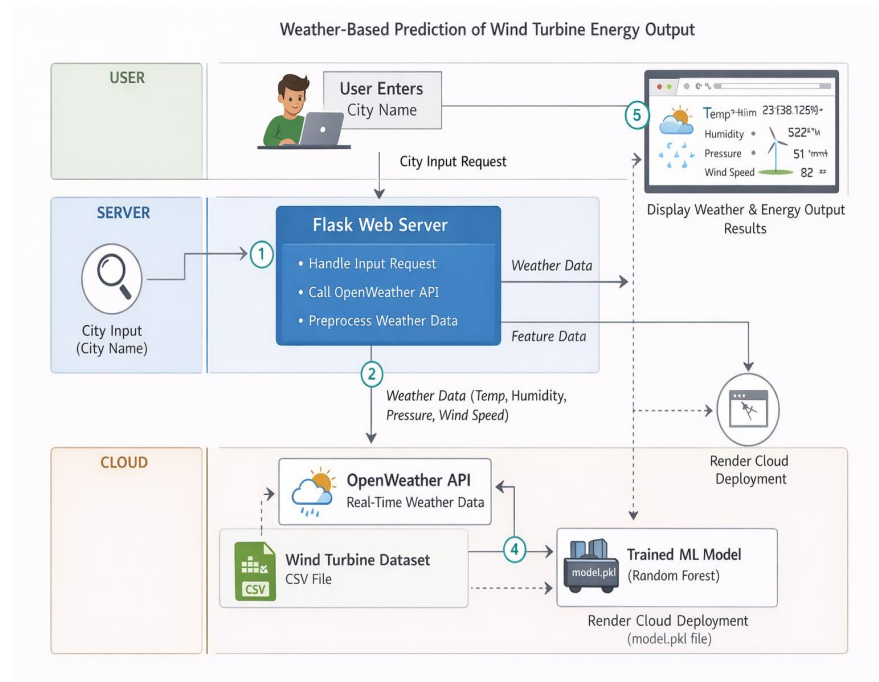 Weather-Based Prediction of Wind Turbine Energy Output
USER
User Enters
City Name
5
Humidity
Pressure
51
Wind Speed
82
City Input Request
Display Weather & Energy Output
Results
SERVER
City Input
(City Name)
1
Flask Web Server
• Handle Input Request
• Call OpenWeather API
• Preprocess Weather Data
Weather Data
Feature Data
2
Weather Data (Temp, Humidity,
Pressure, Wind Speed)
Render Cloud
Deployment
CLOUD
OpenWeather API
Real-Time Weather Data
CSV
Wind Turbine Dataset
CSV File
4
model.pkl
Trained ML Model
(Random Forest)
Render Cloud Deployment
(model.pkl file)